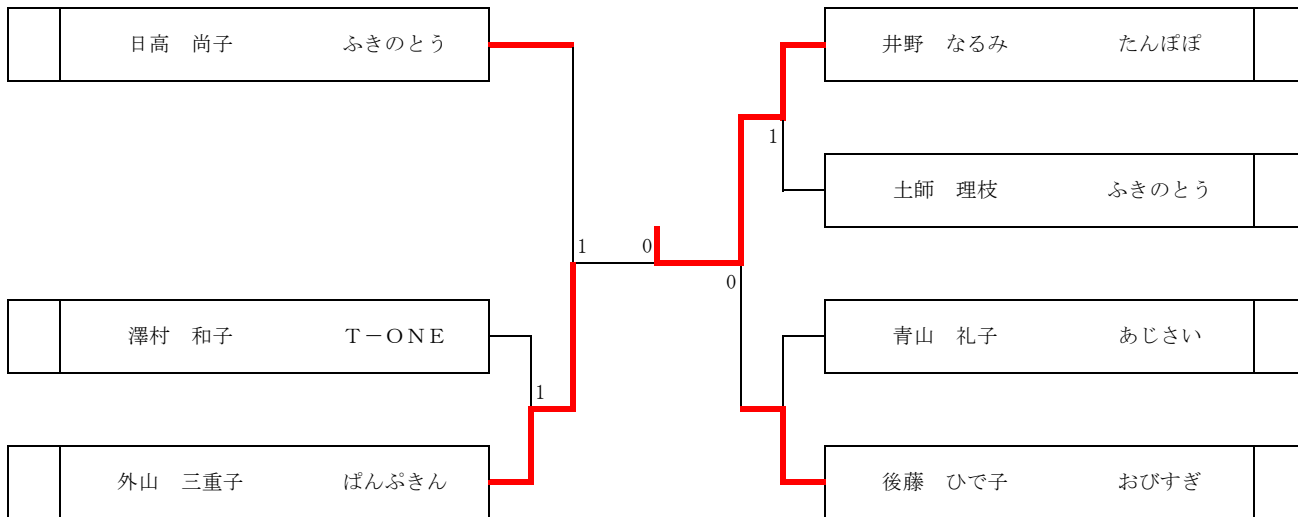 日高　尚子　ふきのとう
井野　なるみ　たんぽぽ
1
土師　理枝　ふきのとう
1
0
0
澤村　和子　Ｔ－ＯＮＥ
青山　礼子　あじさい
1
外山　三重子　ぱんぷきん
後藤　ひで子　おびすぎ